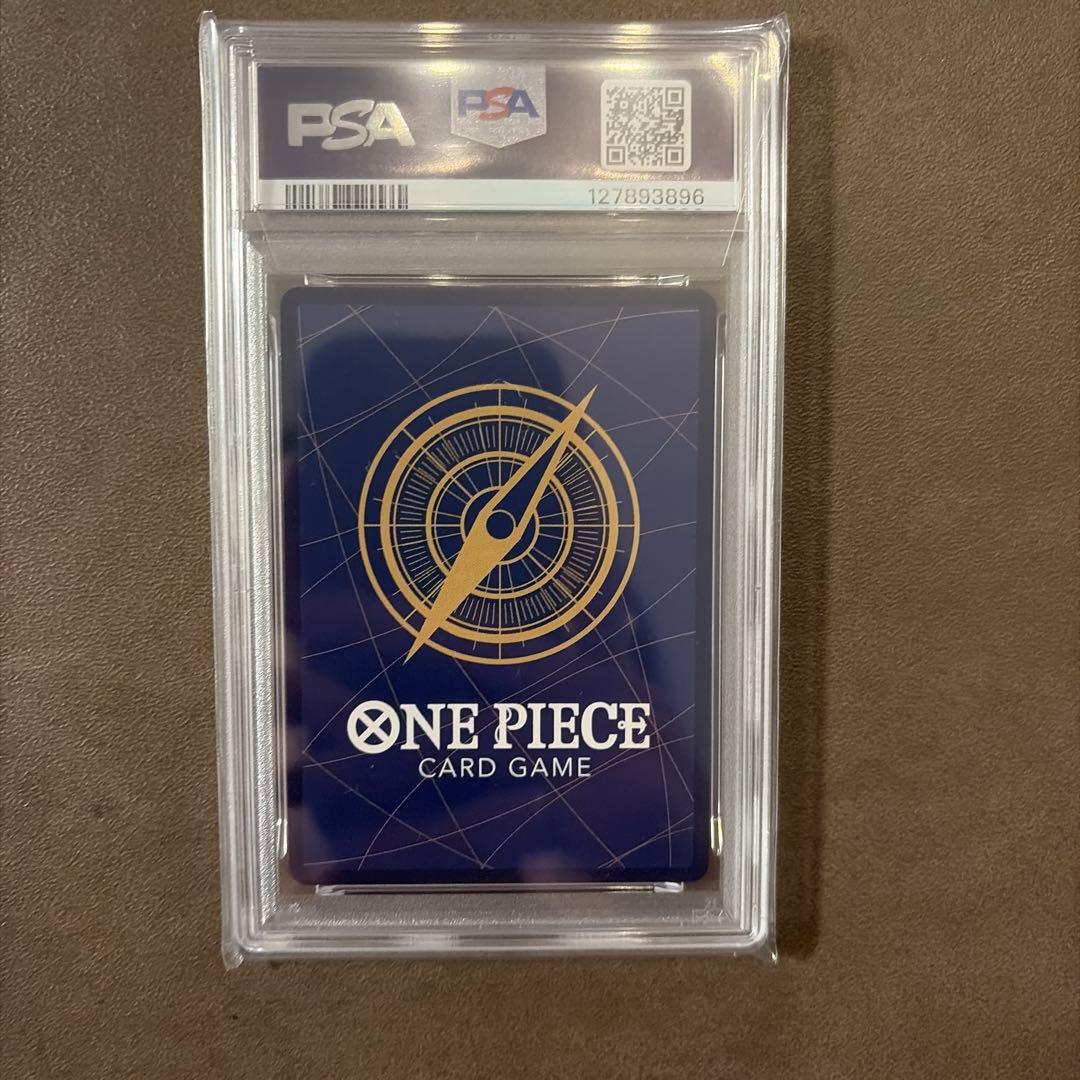 PSA
PSA
127893896
ONE PIECE
CARD GAME